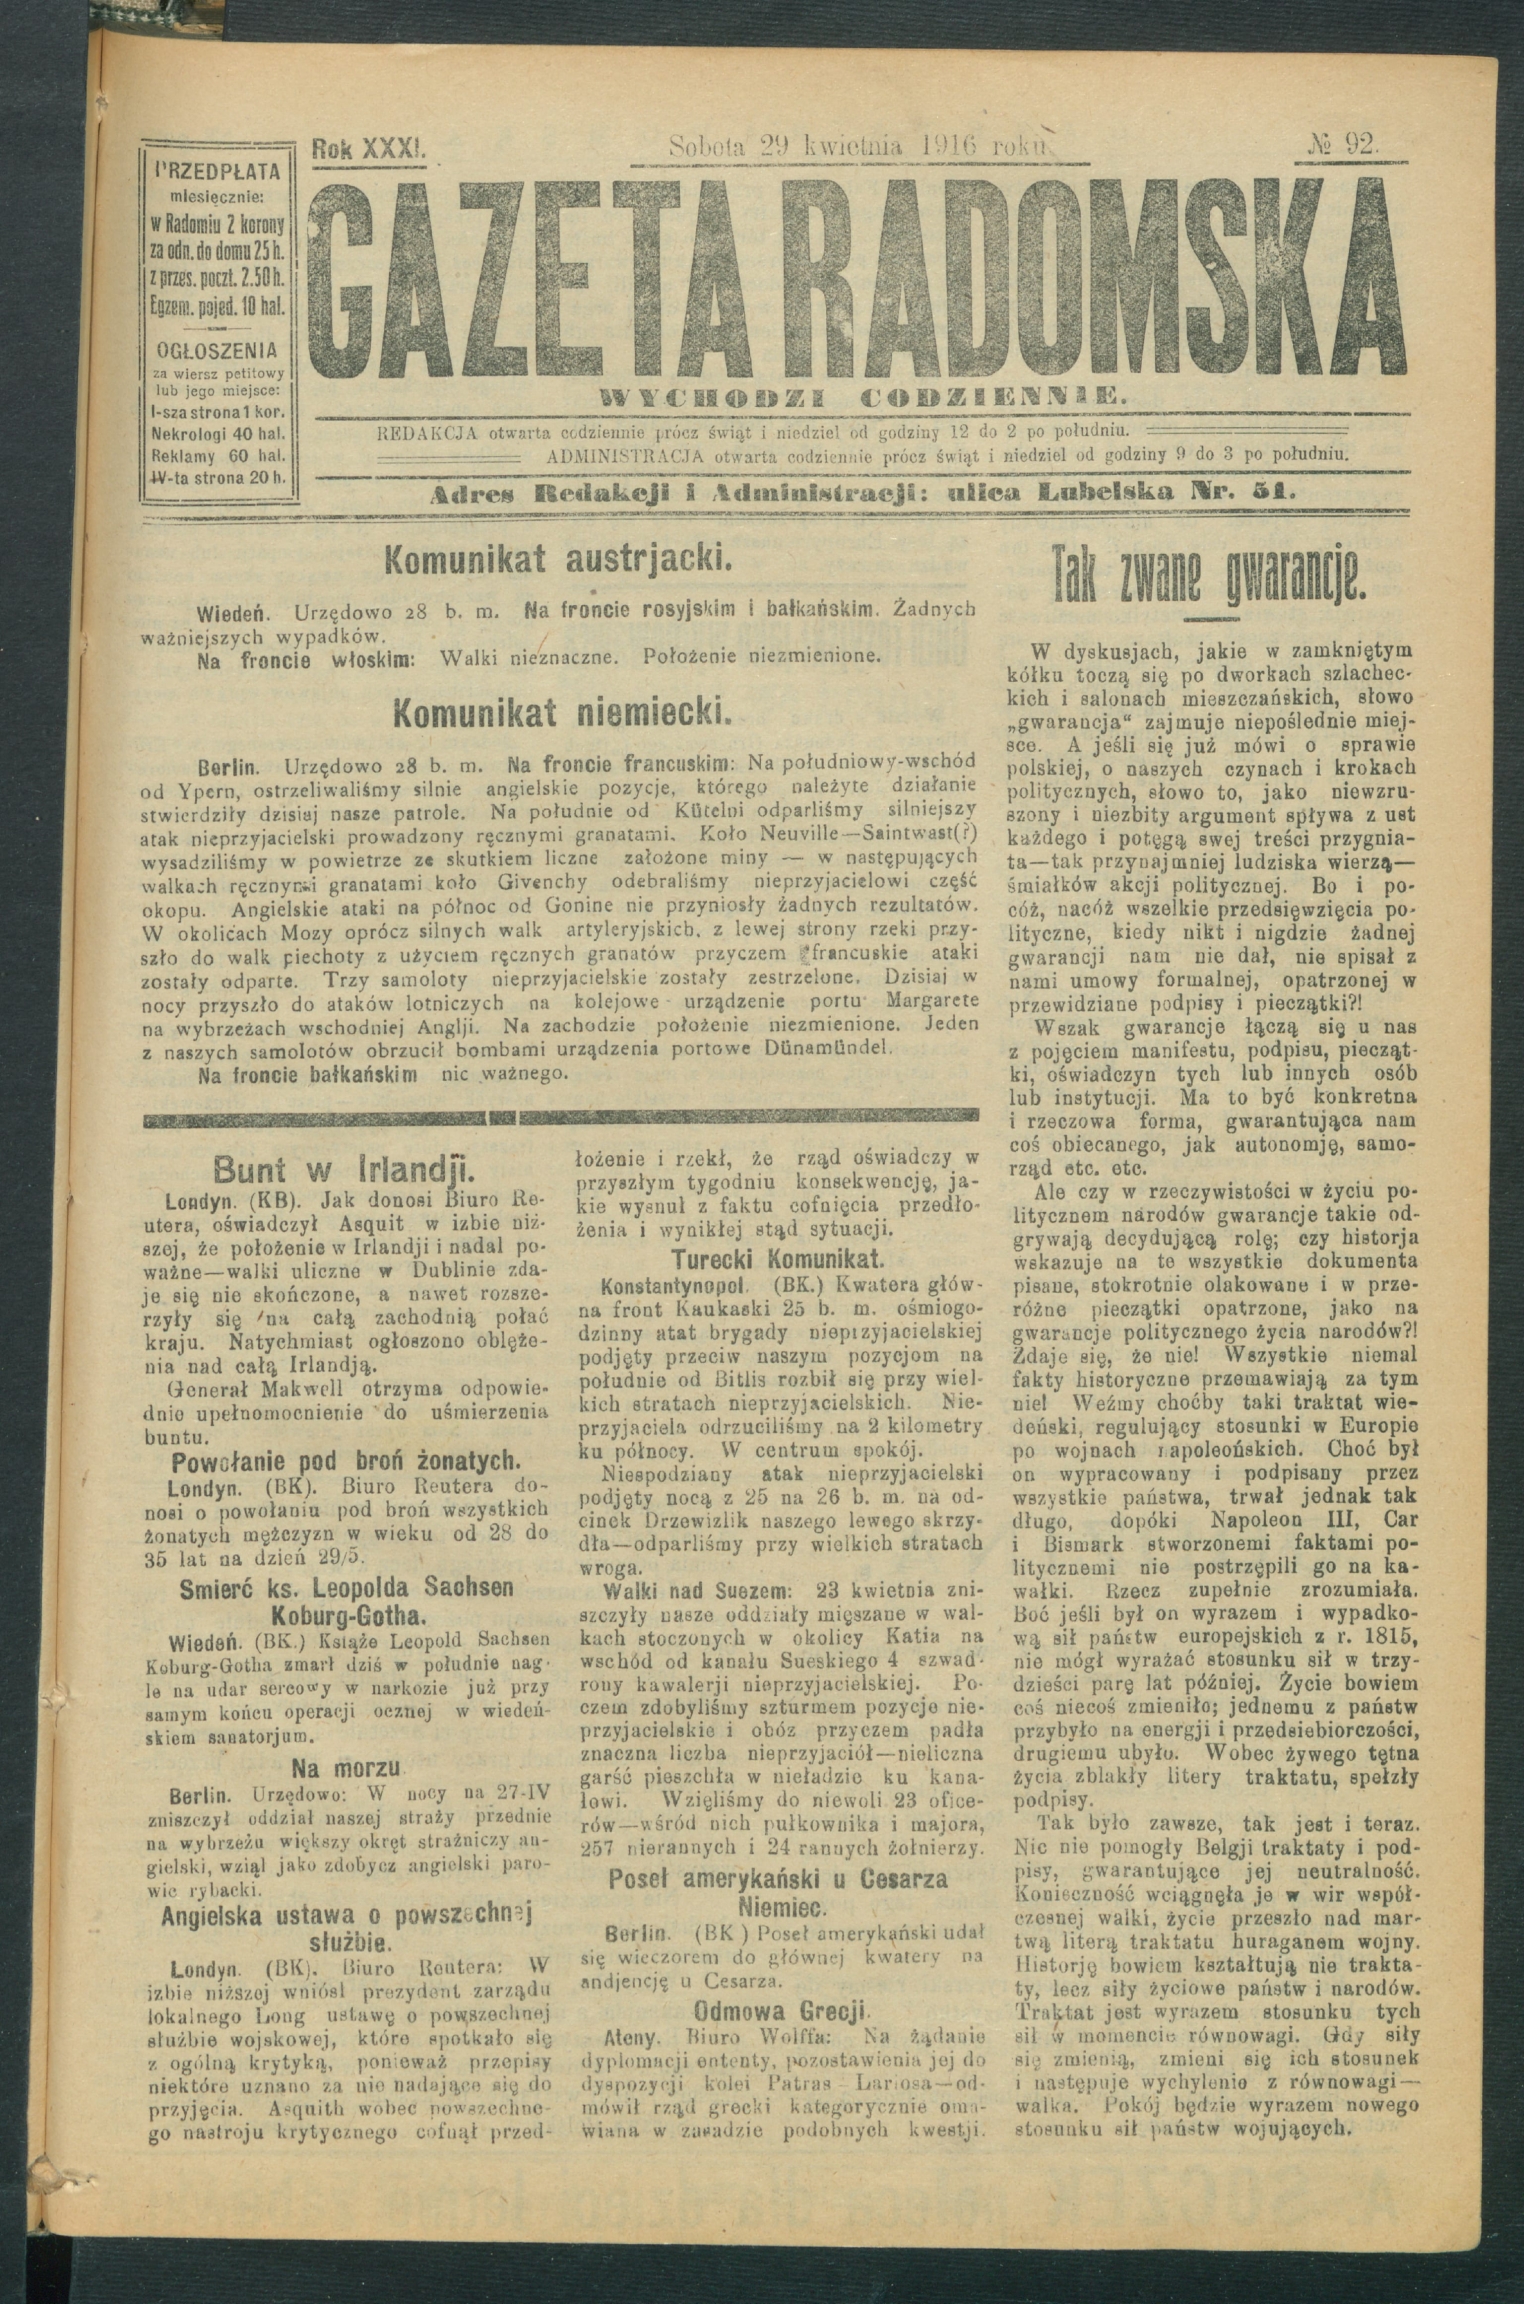 PRZEDPŁATA
miesięcznie:
w Radomiu 2 korony
za odn. do domu 25 h.
z przes. poczt. 2.50 h.
Egzem. pojed. 10 hal.
OGŁOSZENIA
za wiersz petitowy
lub jego miejsce:
I-sza strona 1 kor.
Nekrologi 40 hal.
Reklamy 60 hal.
IV-ta strona 20 h.
Rok XXXI.
Sobota 29 kwietnia 1916 roku
№ 92.
GAZETA RADOMSKA
WYCHODZI CODZIENNIE.
REDAKCJA otwarta codziennie prócz świąt i niedziel od godziny 12 do 2 po południu.
ADMINISTRACJA otwarta codziennie prócz świąt i niedziel od godziny 9 do 3 po południu.
Adres Redakcji i Administracji: ulica Lubelska Nr. 51.
Komunikat austrjacki.
Wiedeń. Urzędowo 28 b. m. Na froncie rosyjskim i bałkańskim. Żadnych
ważniejszych wypadków.
Na froncie włoskim: Walki nieznaczne. Położenie niezmienione.
Komunikat niemiecki.
Berlin. Urzędowo 28 b. m. Na froncie francuskim: Na południowy-wschód
od Ypern, ostrzeliwaliśmy silnie angielskie pozycje, którego należyte działanie
stwierdziły dzisiaj nasze patrole. Na południe od Kütelni odparliśmy silniejszy
atak nieprzyjacielski prowadzony ręcznymi granatami. Koło Neuville—Saintwast(?)
wysadziliśmy w powietrze ze skutkiem liczne założone miny — w następujących
walkach ręcznymi granatami koło Givenchy odebraliśmy nieprzyjacielowi część
okopu. Angielskie ataki na północ od Gonine nie przyniosły żadnych rezultatów.
W okolicach Mozy oprócz silnych walk artyleryjskich, z lewej strony rzeki przy-
szło do walk piechoty z użyciem ręcznych granatów przyczem francuskie ataki
zostały odparte. Trzy samoloty nieprzyjacielskie zostały zestrzelone. Dzisiaj w
nocy przyszło do ataków lotniczych na kolejowe urządzenie portu Margarete
na wybrzeżach wschodniej Anglji. Na zachodzie położenie niezmienione. Jeden
z naszych samolotów obrzucił bombami urządzenia portowe Dünamündel.
Na froncie bałkańskim nic ważnego.
Bunt w Irlandji.
Londyn. (KB). Jak donosi Biuro Re-
utera, oświadczył Asquit w izbie niż-
szej, że położenie w Irlandji i nadal po-
ważne—walki uliczne w Dublinie zda-
je się nie skończone, a nawet rozsze-
rzyły się na całą zachodnią połać
kraju. Natychmiast ogłoszono oblęże-
nia nad całą Irlandją.
Generał Makwell otrzyma odpowie-
dnie upełnomocnienie do uśmierzenia
buntu.
Powołanie pod broń żonatych.
Londyn. (BK). Biuro Reutera do-
nosi o powołaniu pod broń wszystkich
żonatych mężczyzn w wieku od 28 do
35 lat na dzień 29/5.
Smierć ks. Leopolda Sachsen
Koburg-Gotha.
Wiedeń. (BK.) Książe Leopold Sachsen
Koburg-Gotha zmarł dziś w południe nag-
le na udar sercowy w narkozie już przy
samym końcu operacji ocznej w wiedeń-
skiem sanatorjum.
Na morzu
Berlin. Urzędowo: W nocy na 27-IV
zniszczył oddział naszej straży przednie
na wybrzeżu większy okręt strażniczy an-
gielski, wziął jako zdobycz angielski paro-
wic rybacki.
Angielska ustawa o powszechnej
służbie.
Londyn. (BK). Biuro Reutera: W
izbie niższej wniósł prezydent zarządu
lokalnego Long ustawę o powszechnej
służbie wojskowej, które spotkało się
z ogólną krytyką, ponieważ przepisy
niektóre uznano za nie nadające się do
przyjęcia. Asquith wobec powszechne-
go nastroju krytycznego cofnął przed-
łożenie i rzekł, że rząd oświadczy w
przyszłym tygodniu konsekwencję, ja-
kie wysnuł z faktu cofnięcia przedło-
żenia i wynikłej stąd sytuacji.
Turecki Komunikat.
Konstantynopol. (BK.) Kwatera głów-
na front Kaukaski 25 b. m. ośmiogo-
dzinny atat brygady nieprzyjacielskiej
podjęty przeciw naszym pozycjom na
południe od Bitlis rozbił się przy wiel-
kich stratach nieprzyjacielskich. Nie-
przyjaciela odrzuciliśmy na 2 kilometry
ku północy. W centrum spokój.
Niespodziany atak nieprzyjacielski
podjęty nocą z 25 na 26 b. m. na od-
cinek Drzewizlik naszego lewego skrzy-
dła—odparliśmy przy wielkich stratach
wroga.
Walki nad Suezem: 23 kwietnia zni-
szczyły nasze oddziały mięszane w wal-
kach stoczonych w okolicy Katia na
wschód od kanału Sueskiego 4 szwad-
rony kawalerji nieprzyjacielskiej. Po-
czem zdobyliśmy szturmem pozycje nie-
przyjacielskie i obóz przyczem padła
znaczna liczba nieprzyjaciół—nieliczna
garść pieszchła w nieładzie ku kana-
łowi. Wzięliśmy do niewoli 23 ofice-
rów—wśród nich pułkownika i majora,
257 nierannych i 24 rannych żołnierzy.
Poseł amerykański u Cesarza
Niemiec.
Berlin. (BK ) Poseł amerykański udał
się wieczorem do głównej kwatery na
andjencję u Cesarza.
Odmowa Grecji.
Ateny. Biuro Wolffa: Na żądanie
dyplomacji ententy, pozostawienia jej do
dyspozycji kolei Patras - Lariosa—od-
mówił rząd grecki kategorycznie oma-
wiana w zasadzie podobnych kwestji.
Tak zwane gwarancje.
W dyskusjach, jakie w zamkniętym
kółku toczą się po dworkach szlachec-
kich i salonach mieszczańskich, słowo
„gwarancja“ zajmuje niepoślednie miej-
sce. A jeśli się już mówi o sprawie
polskiej, o naszych czynach i krokach
politycznych, słowo to, jako niewzru-
szony i niezbity argument spływa z ust
każdego i potęgą swej treści przygnia-
ta—tak przynajmniej ludziska wierzą—
śmiałków akcji politycznej. Bo i po-
cóż, nacóż wszelkie przedsięwzięcia po-
lityczne, kiedy nikt i nigdzie żadnej
gwarancji nam nie dał, nie spisał z
nami umowy formalnej, opatrzonej w
przewidziane podpisy i pieczątki?!
Wszak gwarancje łączą się u nas
z pojęciem manifestu, podpisu, pieczęt-
ki, oświadczyn tych lub innych osób
lub instytucji. Ma to być konkretna
i rzeczowa forma, gwarantująca nam
coś obiecanego, jak autonomję, samo-
rząd etc. etc.
Ale czy w rzeczywistości w życiu po-
litycznem narodów gwarancje takie od-
grywają decydującą rolę; czy historja
wskazuje na te wszystkie dokumenta
pisane, stokrotnie olakowane i w prze-
różne pieczątki opatrzone, jako na
gwarancje politycznego życia narodów?!
Zdaje się, że nie! Wszystkie niemal
fakty historyczne przemawiają za tym
nie! Weźmy choćby taki traktat wie-
deński, regulujący stosunki w Europie
po wojnach napoleońskich. Choć był
on wypracowany i podpisany przez
wszystkie państwa, trwał jednak tak
długo, dopóki Napoleon III, Car
i Bismark stworzonemi faktami po-
litycznemi nie postrzępili go na ka-
wałki. Rzecz zupełnie zrozumiała.
Boć jeśli był on wyrazem i wypadko-
wą sił państw europejskich z r. 1815,
nie mógł wyrażać stosunku sił w trzy-
dzieści parę lat później. Życie bowiem
coś niecoś zmieniło; jednemu z państw
przybyło na energji i przedsiebiorczości,
drugiemu ubyło. Wobec żywego tętna
życia zblakły litery traktatu, spełzły
podpisy.
Tak było zawsze, tak jest i teraz.
Nic nie pomogły Belgji traktaty i pod-
pisy, gwarantujące jej neutralność.
Konieczność wciągnęła je w wir współ-
czesnej walki, życie przeszło nad mar-
twą literą traktatu huraganem wojny.
Historję bowiem kształtują nie trakta-
ty, lecz siły życiowe państw i narodów.
Traktat jest wyrazem stosunku tych
sił w momencie równowagi. Gdy siły
się zmienią, zmieni się ich stosunek
i następuje wychylenie z równowagi—
walka. Pokój będzie wyrazem nowego
stosunku sił państw wojujących.